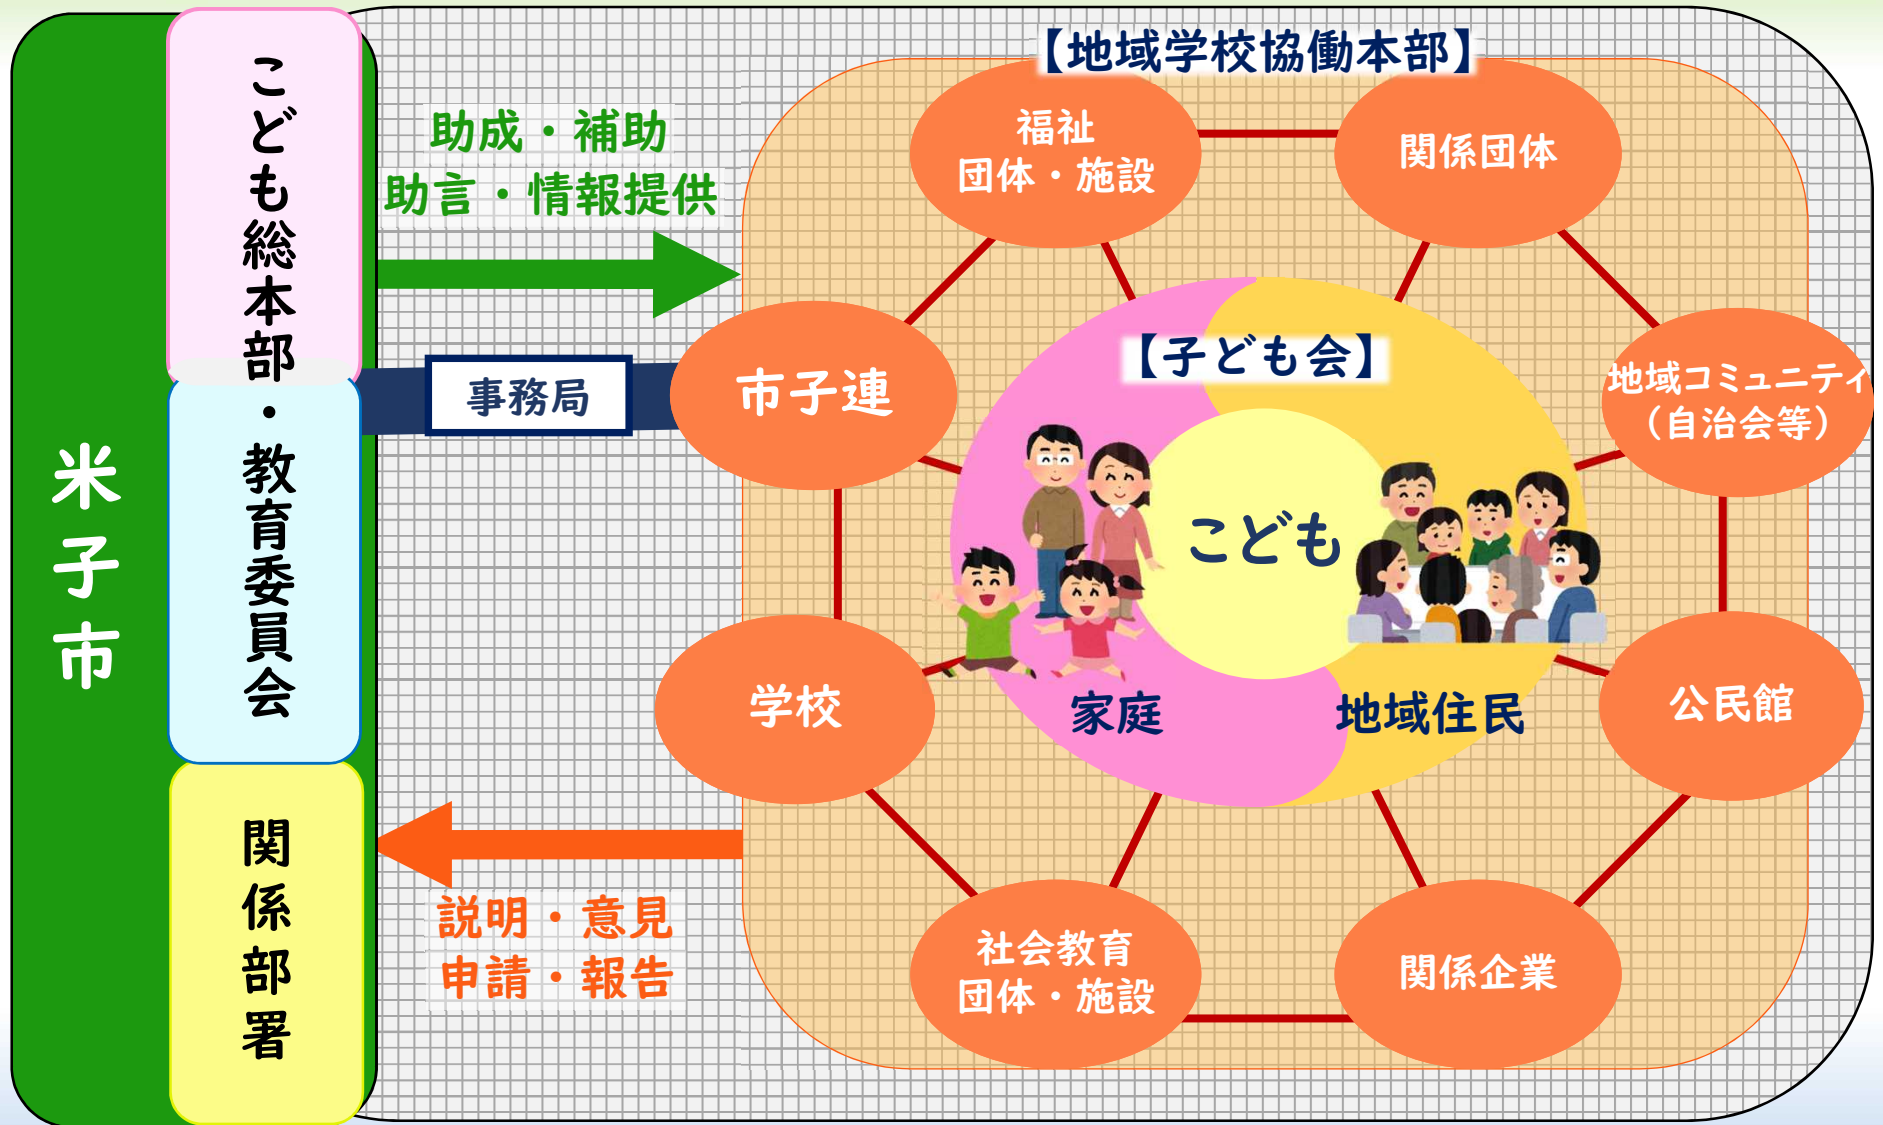 米子市
こども総本部・教育委員会
関係部署
助成・補助
助言・情報提供
事務局
説明・意見
申請・報告
【地域学校協働本部】
福祉
団体・施設
関係団体
市子連
地域コミュニティ
（自治会等）
学校
公民館
社会教育
団体・施設
関係企業
【子ども会】
こども
家庭
地域住民